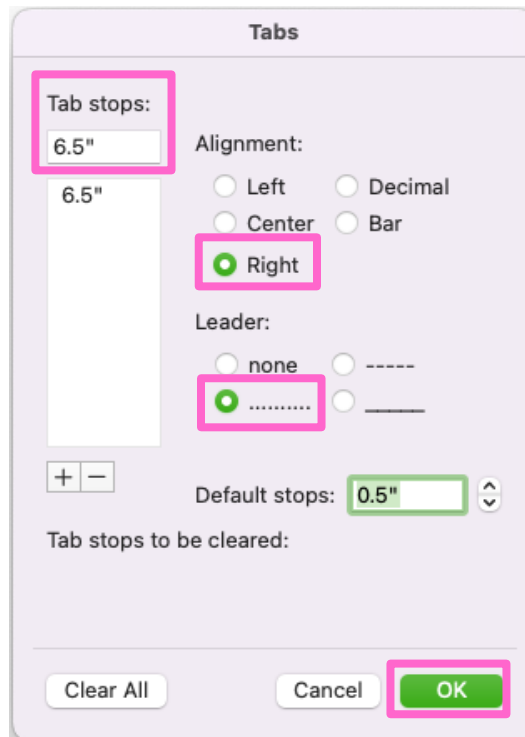 Tabs
Tab stops:
6.5"
6.5"
Alignment:
Left
Decimal
Center
Bar
Right
Leader:
none
-----
..........
_____
+ −
Default stops: 0.5"
Tab stops to be cleared:
Clear All
Cancel
OK